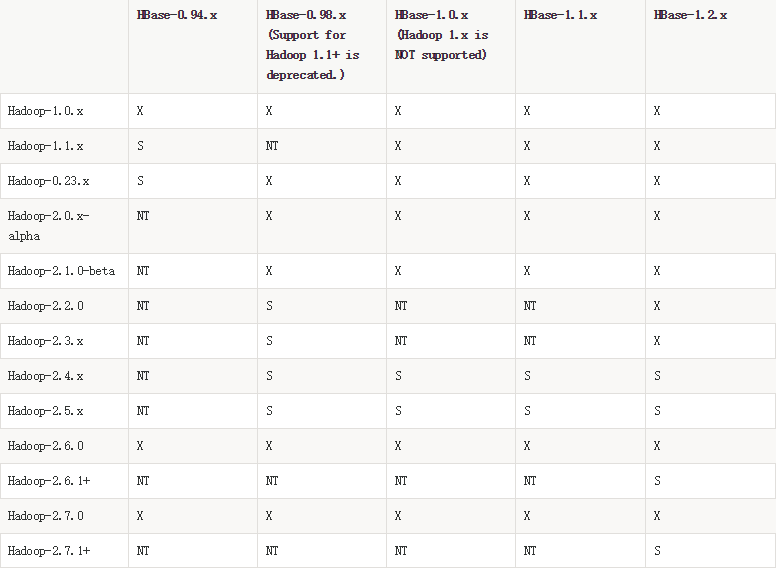 HBase-0.94.x HBase-0.98.x HBase-1.0.x HBase-1.1.x HBase-1.2.x
(Support for (Hadoop 1.x is
Hadoop 1.1+ is NOT supported)
deprecated.)
Hadoop-1.0.x X X X X X
Hadoop-1.1.x S NT X X X
Hadoop-0.23.x S X X X X
Hadoop-2.0.x- NT X X X X
alpha
Hadoop-2.1.0-beta NT X X X X
Hadoop-2.2.0 NT S NT NT X
Hadoop-2.3.x NT S NT NT X
Hadoop-2.4.x NT S S S S
Hadoop-2.5.x NT S S S S
Hadoop-2.6.0 X X X X X
Hadoop-2.6.1+ NT NT NT NT S
Hadoop-2.7.0 X X X X X
Hadoop-2.7.1+ NT NT NT NT S